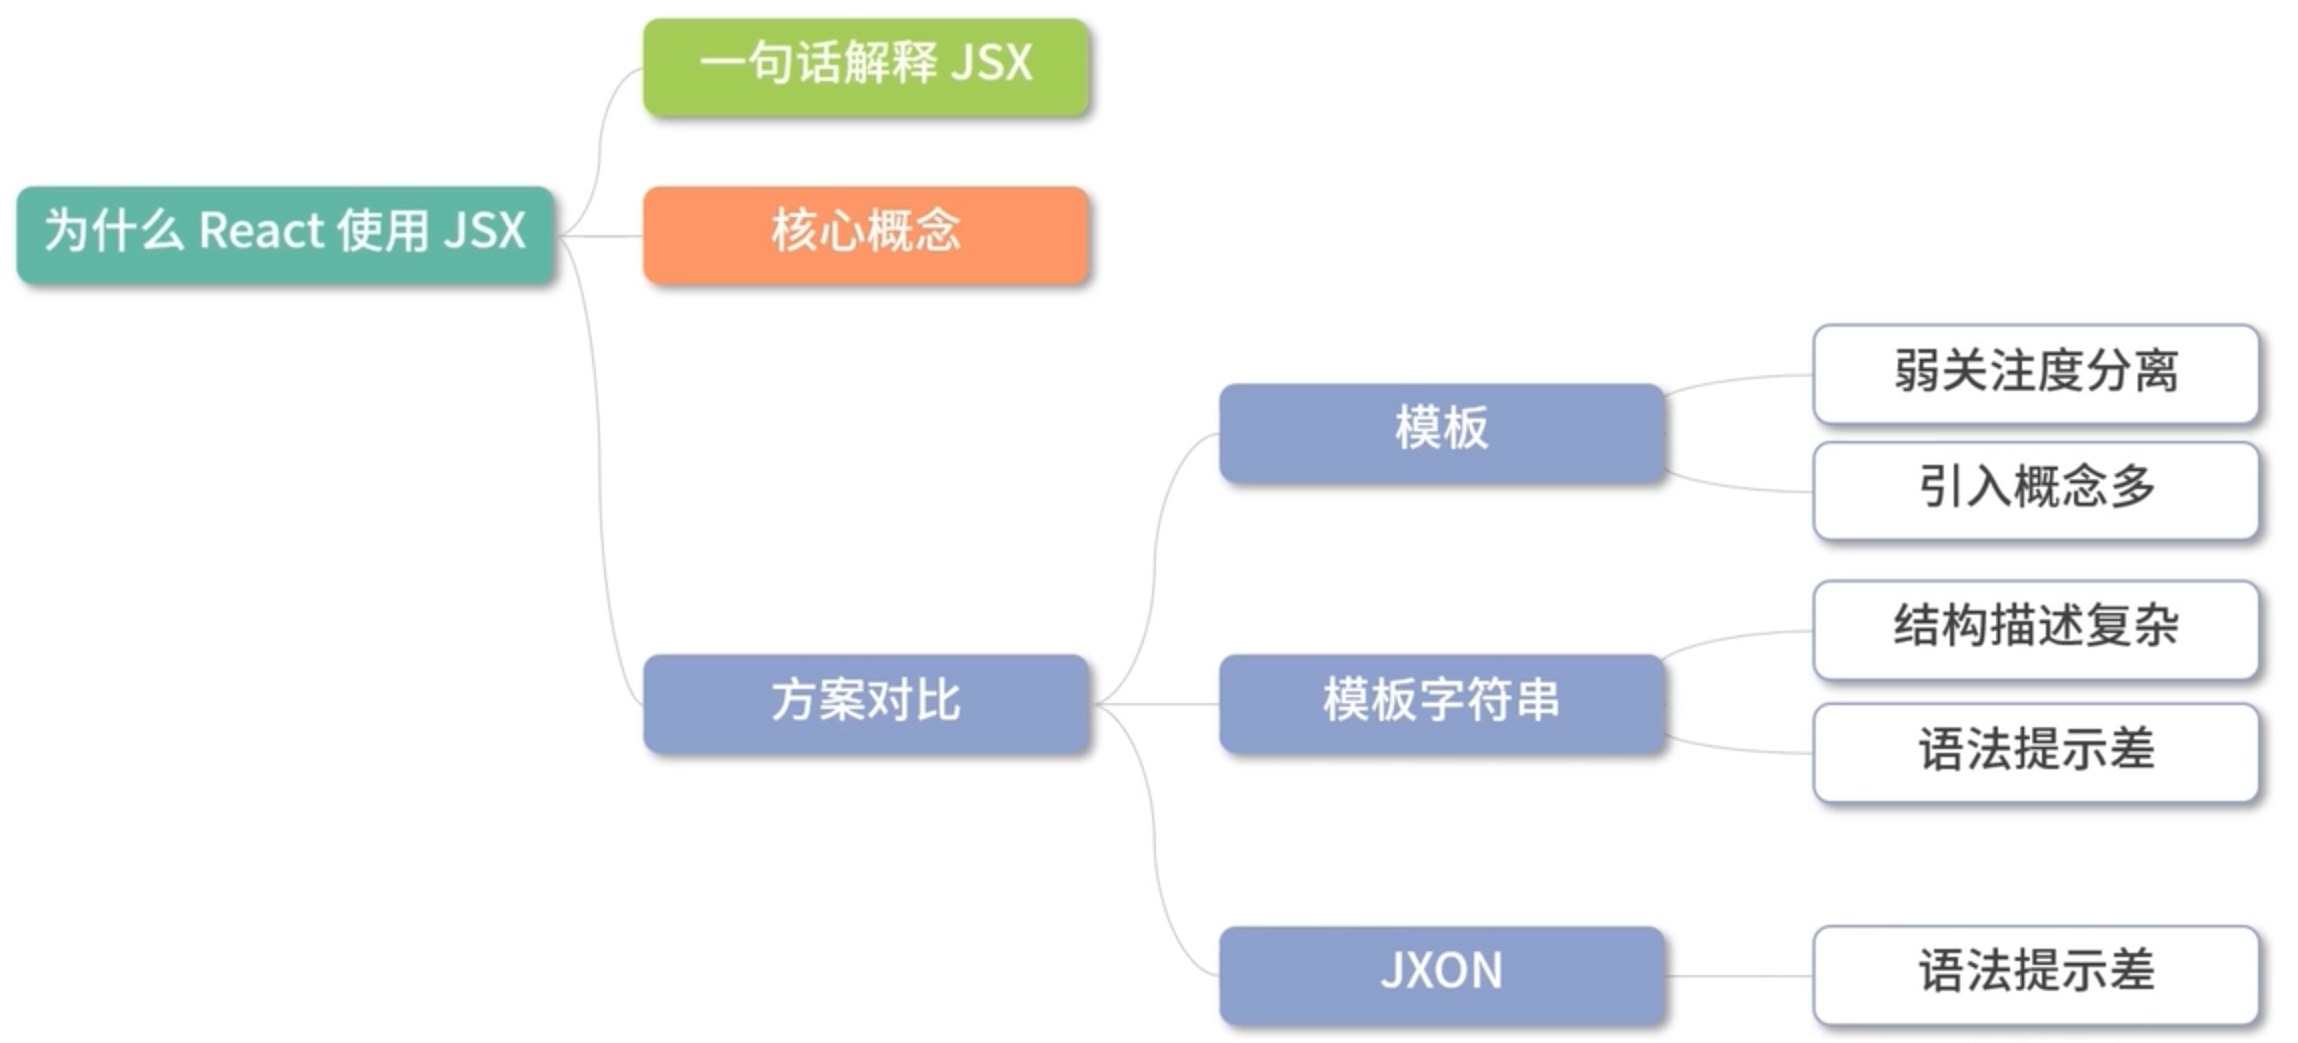 一句话解释 JSX
为什么 React 使用 JSX
核心概念
弱关注度分离
模板
引入概念多
结构描述复杂
方案对比
模板字符串
语法提示差
JXON
语法提示差